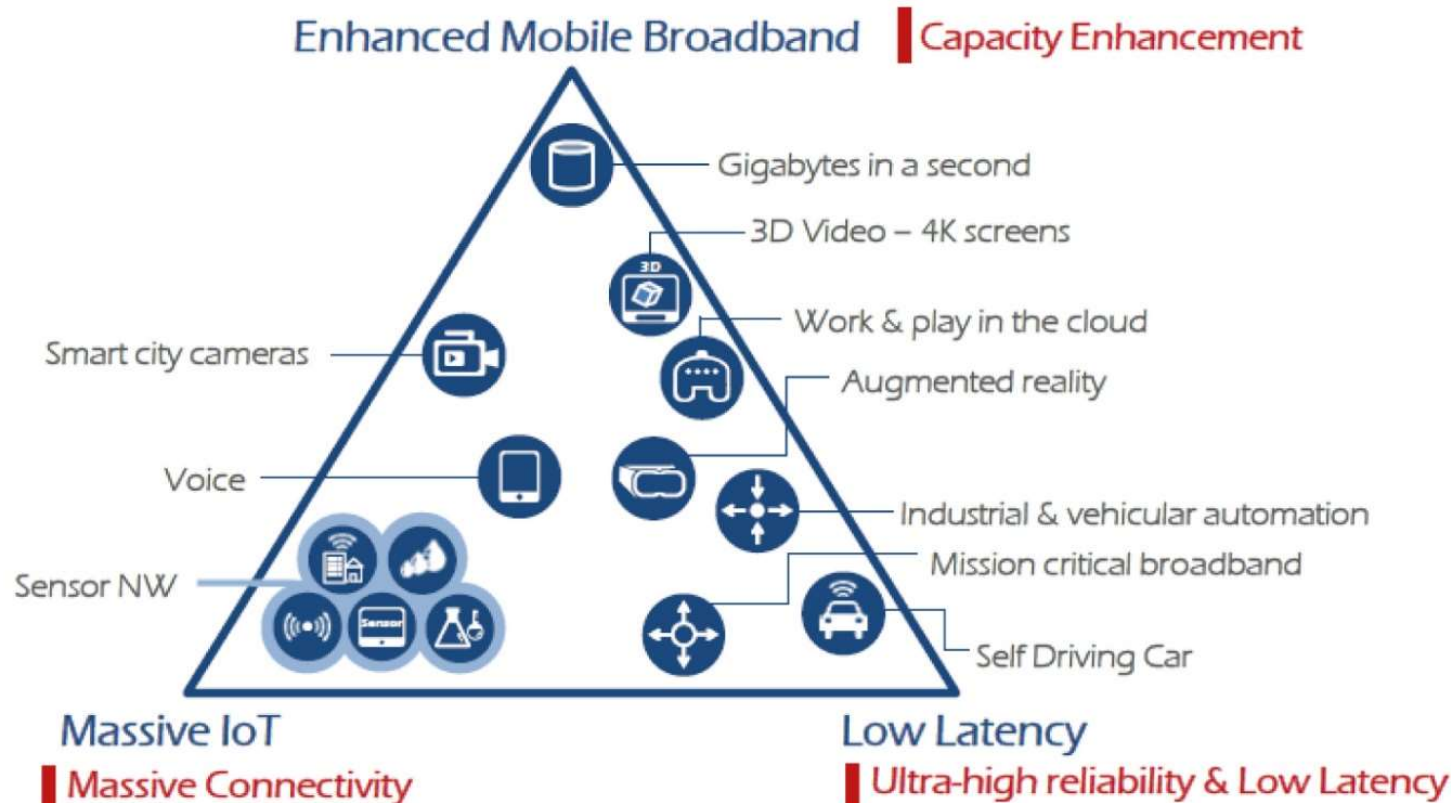 Enhanced Mobile Broadband
Capacity Enhancement
Gigabytes in a second
3D Video – 4K screens
3D
Work & play in the cloud
Smart city cameras
Augmented reality
Voice
Industrial & vehicular automation
Mission critical broadband
Sensor NW
Sensor
Self Driving Car
Massive IoT
Low Latency
Massive Connectivity
Ultra-high reliability & Low Latency